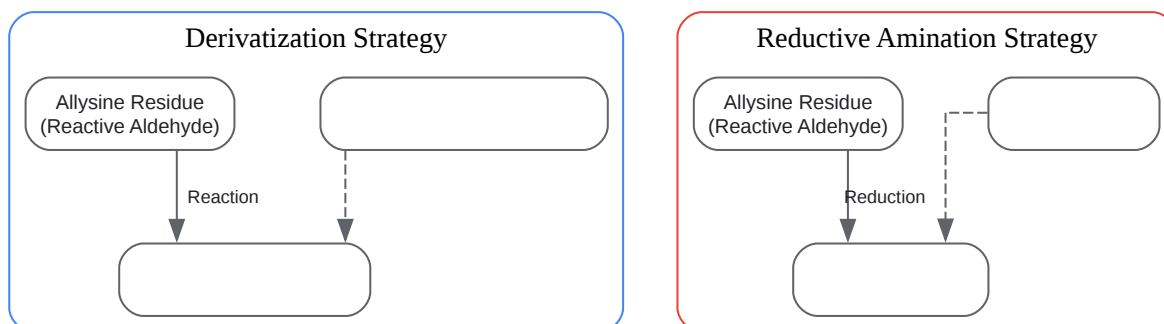 Derivatization Strategy
Allysine Residue
(Reactive Aldehyde)
Reaction
Reductive Amination Strategy
Allysine Residue
(Reactive Aldehyde)
Reduction